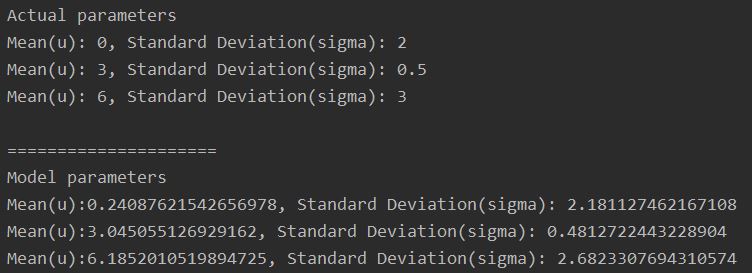 Actual parameters
Mean(u): 0, Standard Deviation(sigma): 2
Mean(u): 3, Standard Deviation(sigma): 0.5
Mean(u): 6, Standard Deviation(sigma): 3
=====================
Model parameters
Mean(u):0.24087621542656978, Standard Deviation(sigma): 2.181127462167108
Mean(u):3.045055126929162, Standard Deviation(sigma): 0.4812722443228904
Mean(u):6.1852010519894725, Standard Deviation(sigma): 2.6823307694310574